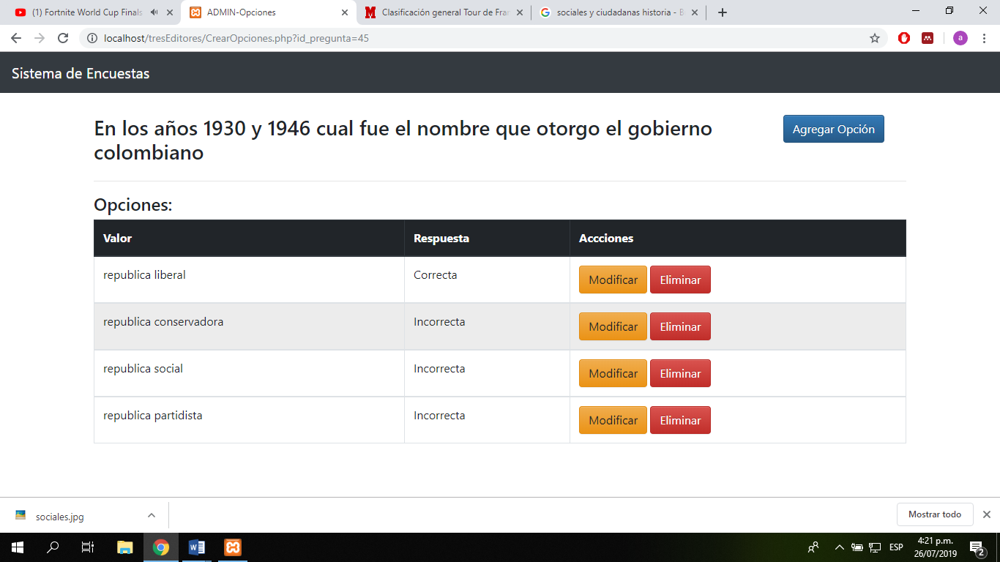 (1) Fortnite World Cup Finals
ADMIN-Opciones
Clasificación general Tour de Fran
sociales y ciudadanas historia - B
localhost/tresEditores/CrearOpciones.php?id_pregunta=45
a
Sistema de Encuestas
En los años 1930 y 1946 cual fue el nombre que otorgo el gobierno
colombiano
Agregar Opción
Opciones:
Valor Respuesta Accciones
republica liberal Correcta Modificar Eliminar
republica conservadora Incorrecta Modificar Eliminar
republica social Incorrecta Modificar Eliminar
republica partidista Incorrecta Modificar Eliminar
sociales.jpg
Mostrar todo
ESP
4:21 p.m.
26/07/2019
2